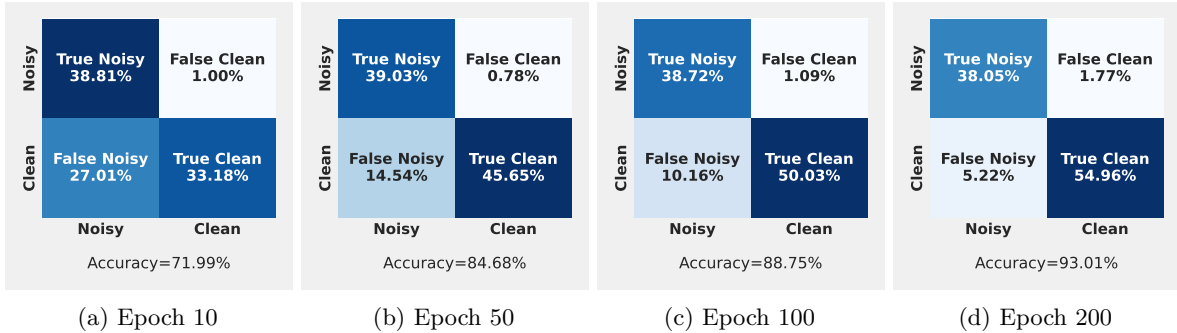 Noisy
True Noisy
38.81%
False Clean
1.00%
Clean
False Noisy
27.01%
True Clean
33.18%
Noisy
Clean
Accuracy=71.99%
(a) Epoch 10
Noisy
True Noisy
39.03%
False Clean
0.78%
Clean
False Noisy
14.54%
True Clean
45.65%
Noisy
Clean
Accuracy=84.68%
(b) Epoch 50
Noisy
True Noisy
38.72%
False Clean
1.09%
Clean
False Noisy
10.16%
True Clean
50.03%
Noisy
Clean
Accuracy=88.75%
(c) Epoch 100
Noisy
True Noisy
38.05%
False Clean
1.77%
Clean
False Noisy
5.22%
True Clean
54.96%
Noisy
Clean
Accuracy=93.01%
(d) Epoch 200